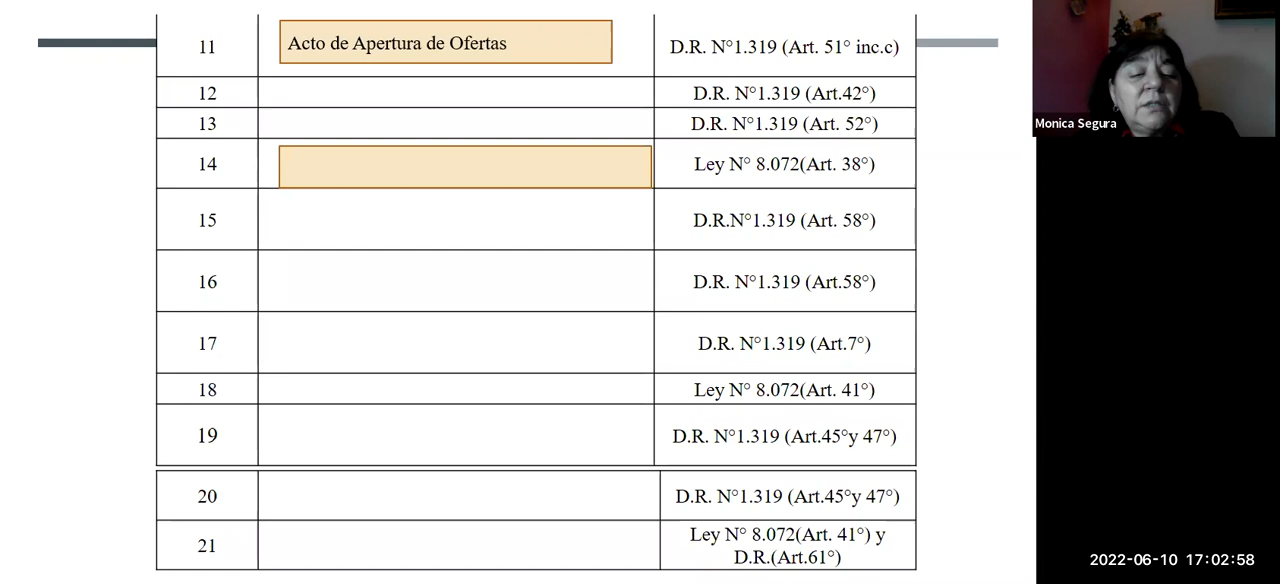 11 Acto de Apertura de Ofertas D.R. N°1.319 (Art. 51° inc.c)
12 D.R. N°1.319 (Art.42°)
13 D.R. N°1.319 (Art. 52°)
14 Ley N° 8.072(Art. 38°)
15 D.R.N°1.319 (Art. 58°)
16 D.R. N°1.319 (Art.58°)
17 D.R. N°1.319 (Art.7°)
18 Ley N° 8.072(Art. 41°)
19 D.R. N°1.319 (Art.45°y 47°)
20 D.R. N°1.319 (Art.45°y 47°)
21 Ley N° 8.072(Art. 41°) y
D.R.(Art.61°)
Monica Segura
2022-06-10 17:02:58